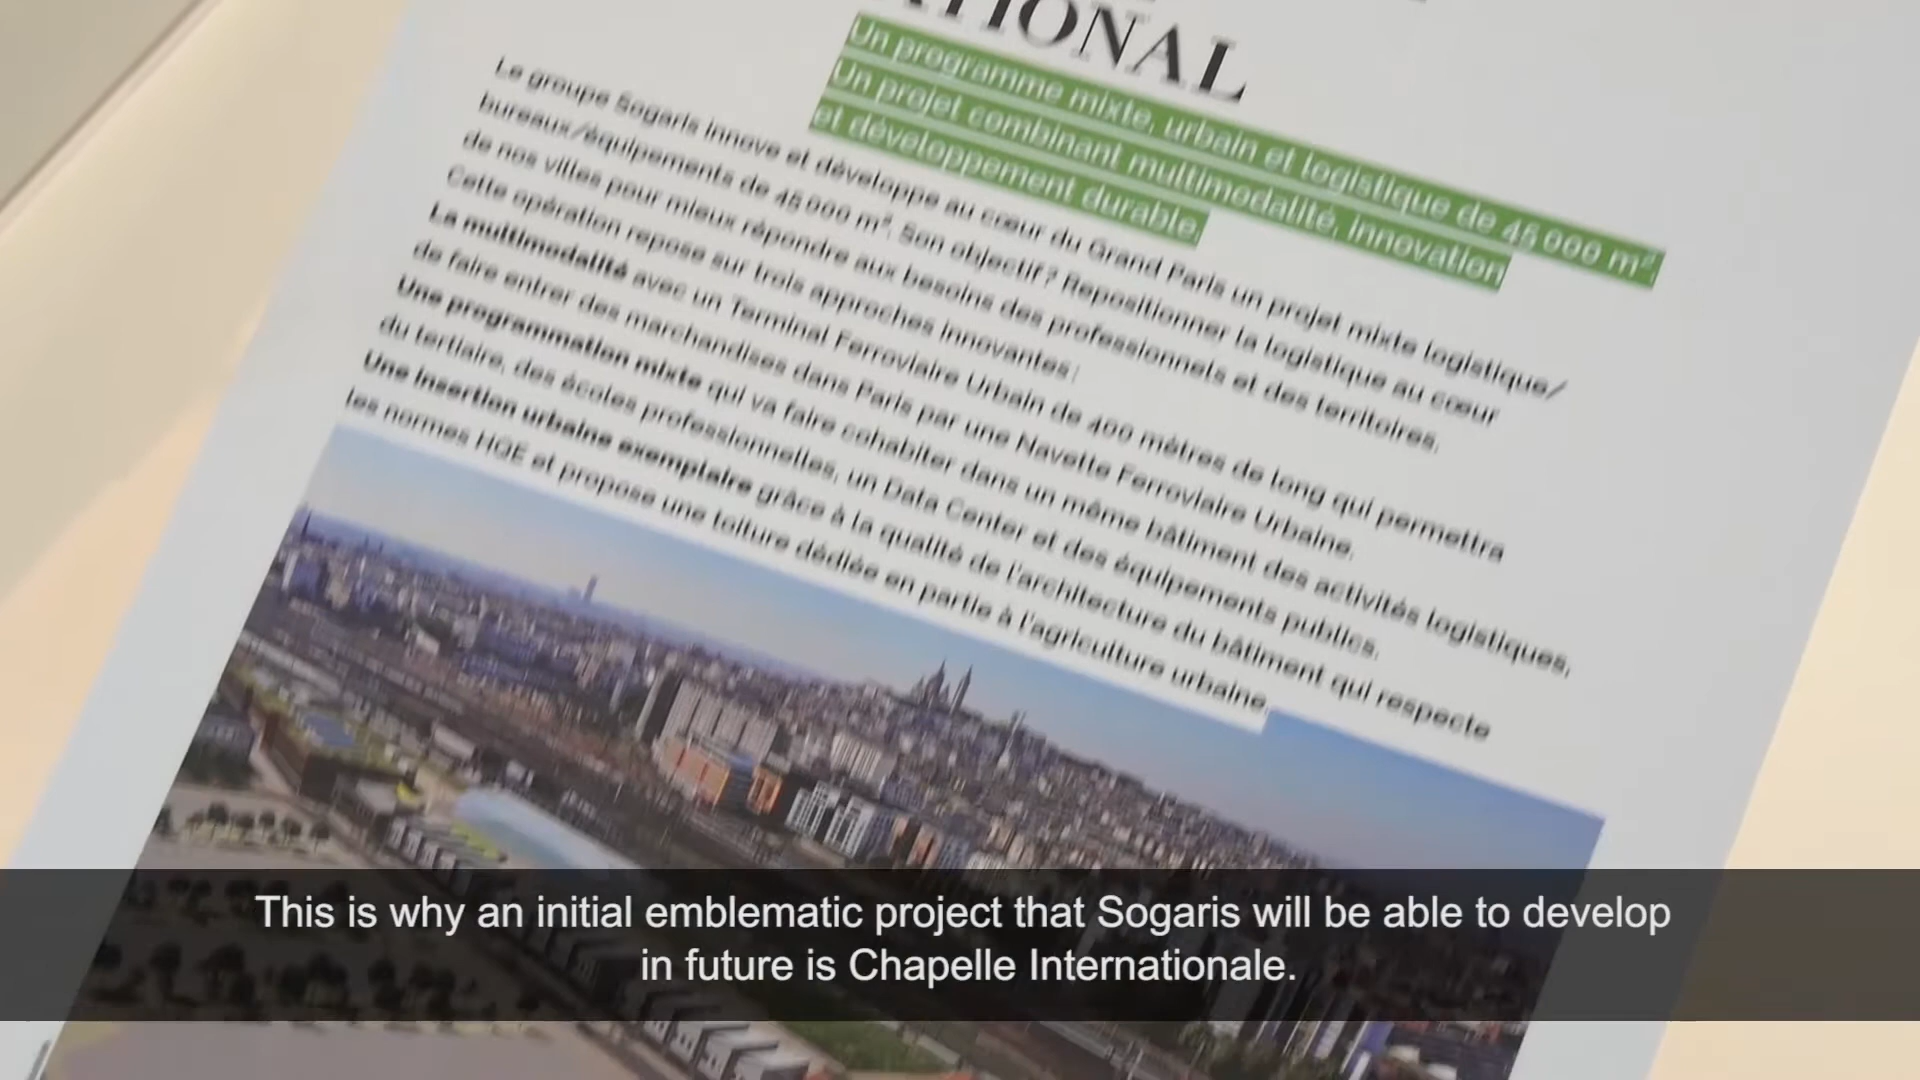 ATIONAL
Un programme mixte, urbain et logistique de 45 000 m².
Un projet combinant multimodalité, innovation
et développement durable.
Le groupe Sogaris innove et développe au cœur du Grand Paris un projet mixte logistique/
bureaux/équipements de 45 000 m². Son objectif ? Repositionner la logistique au cœur
de nos villes pour mieux répondre aux besoins des professionnels et des territoires.
Cette opération repose sur trois approches innovantes :
La multimodalité avec un Terminal Ferroviaire Urbain de 400 mètres de long qui permettra
de faire entrer des marchandises dans Paris par une Navette Ferroviaire Urbaine.
Une programmation mixte qui va faire cohabiter dans un même bâtiment des activités logistiques,
du tertiaire, des écoles professionnelles, un Data Center et des équipements publics.
Une insertion urbaine exemplaire grâce à la qualité de l'architecture du bâtiment qui respecte
les normes HQE et propose une toiture dédiée en partie à l'agriculture urbaine.
This is why an initial emblematic project that Sogaris will be able to develop
in future is Chapelle Internationale.